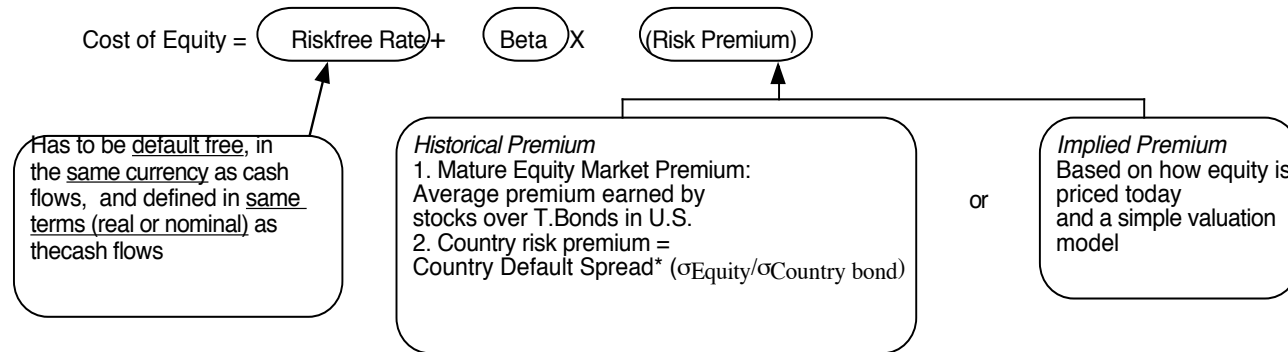 Cost of Equity = Riskfree Rate + Beta X (Risk Premium)
Has to be default free, in
the same currency as cash
flows, and defined in same
terms (real or nominal) as
thecash flows
Historical Premium
1. Mature Equity Market Premium:
Average premium earned by
stocks over T.Bonds in U.S.
2. Country risk premium =
Country Default Spread* (σEquity/σCountry bond)
or
Implied Premium
Based on how equity is
priced today
and a simple valuation
model